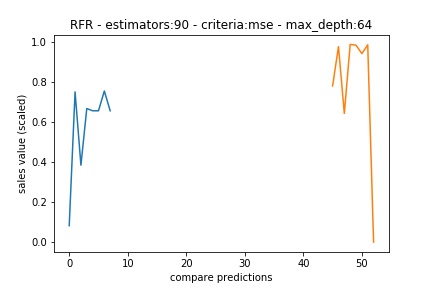 RFR - estimators:90 - criteria:mse - max_depth:64
1.0
0.8
0.6
0.4
0.2
0.0
sales value (scaled)
0 10 20 30 40 50
compare predictions